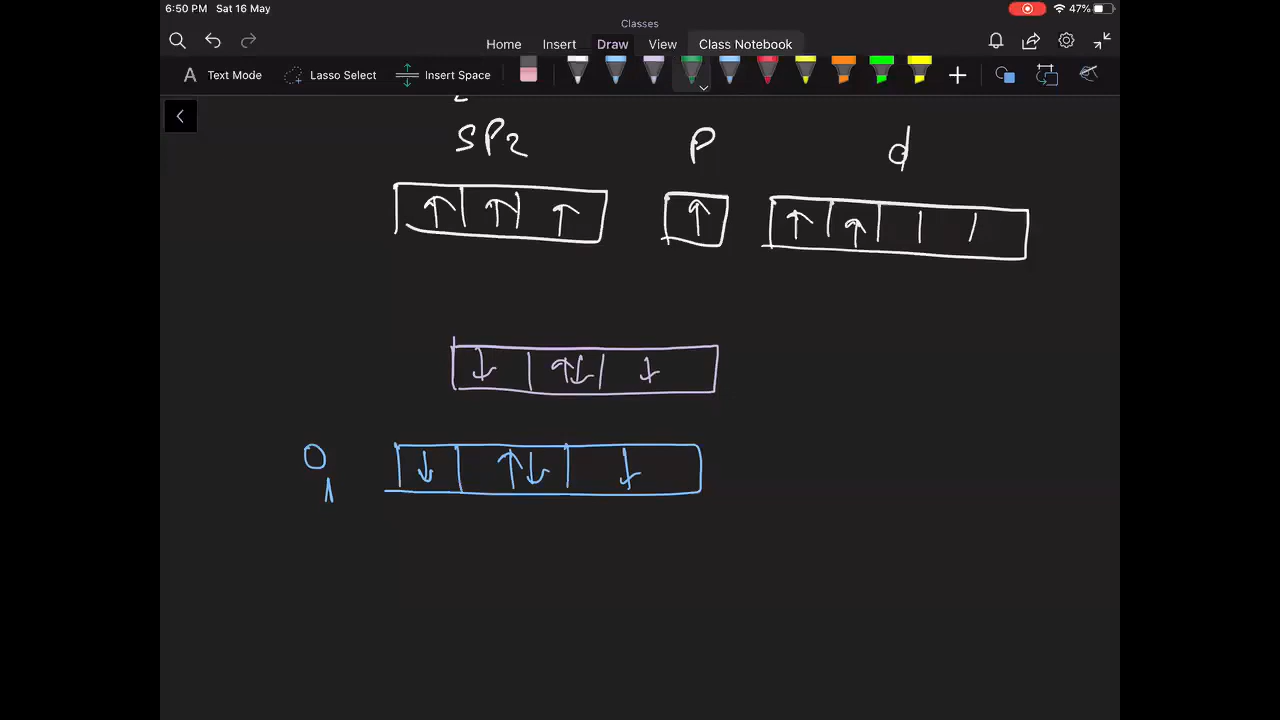 6:50 PM Sat 16 May
47%
Classes
Home Insert Draw View Class Notebook
Text Mode Lasso Select Insert Space
SP2 P d
O
1